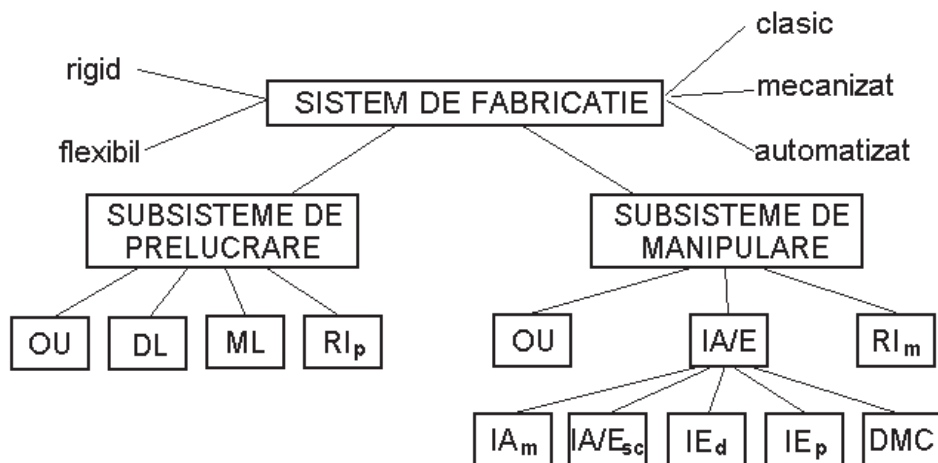 clasic
rigid
SISTEM DE FABRICATIE
mecanizat
flexibil
automatizat
SUBSISTEME DE
PRELUCRARE
SUBSISTEME DE
MANIPULARE
OU
DL
ML
RIp
OU
IA/E
RIm
IAm
IA/Esc
IEd
IEp
DMC